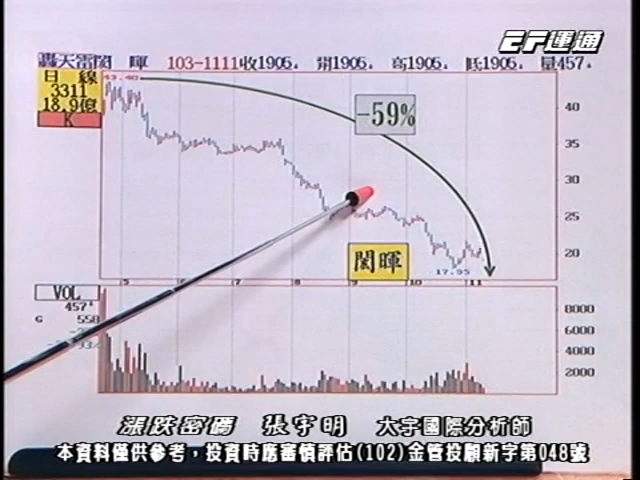 EF運通
轟天雷閎 暉 103-1111收1905 開1905 高1905 低1905 量457
日 線
3311
18.9億
K
43.40
-59%
40
35
30
25
20
閎暉
17.95
5 6 7 8 9 10 11
VOL
457
G 558
8000
6000
4000
2000
漲跌密碼 張宇明 大宇國際分析師
本資料僅供參考,投資時應審慎評估(102)金管投顧新字第048號